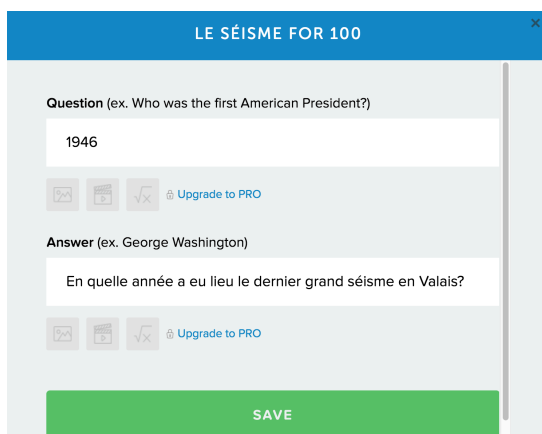 LE SÉISME FOR 100
Question (ex. Who was the first American President?)
1946
Upgrade to PRO
Answer (ex. George Washington)
En quelle année a eu lieu le dernier grand séisme en Valais?
Upgrade to PRO
SAVE